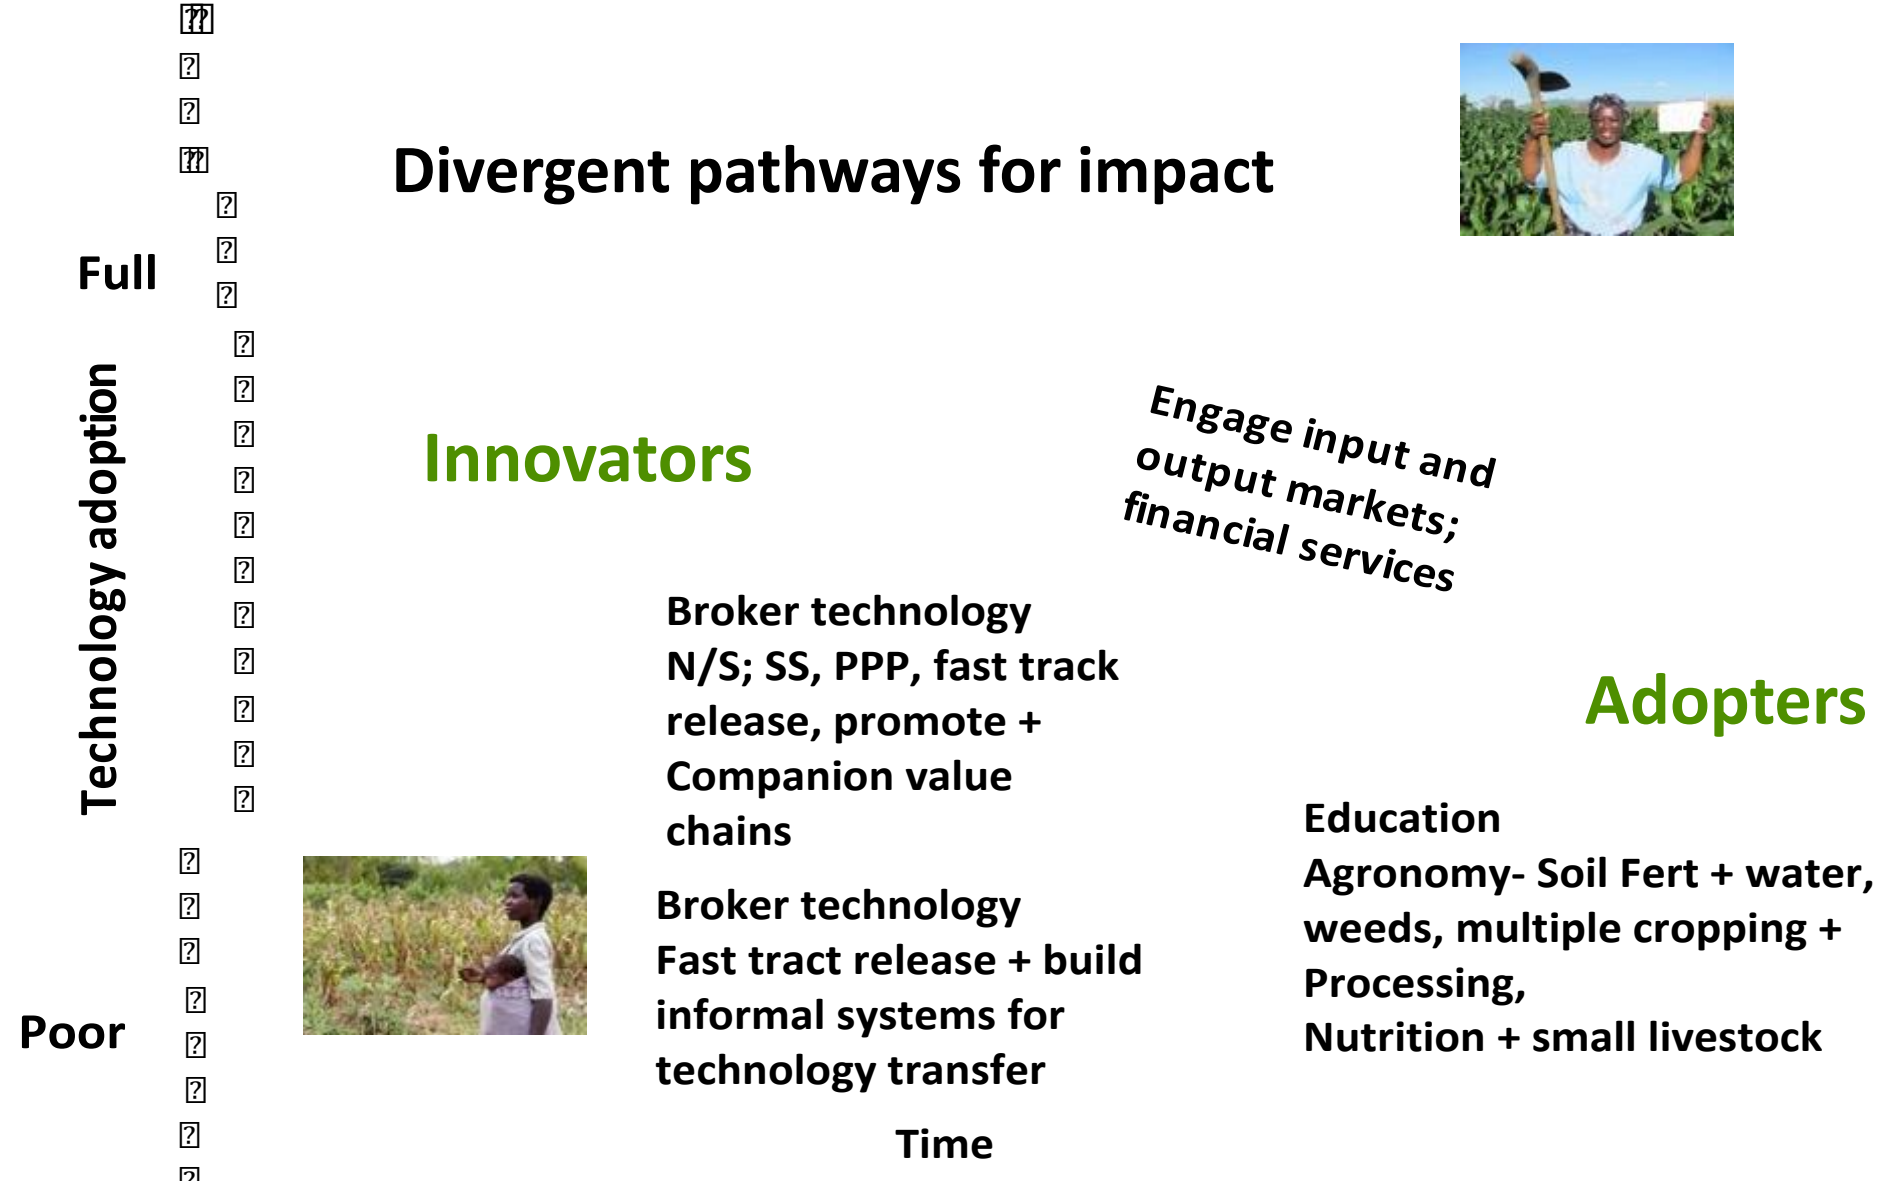 Divergent pathways for impact
Full
Technology adoption
Poor
Innovators
Engage input and
output markets;
financial services
Broker technology
N/S; SS, PPP, fast track
release, promote +
Companion value
chains
Adopters
Broker technology
Fast tract release + build
informal systems for
technology transfer
Education
Agronomy- Soil Fert + water,
weeds, multiple cropping +
Processing,
Nutrition + small livestock
Time